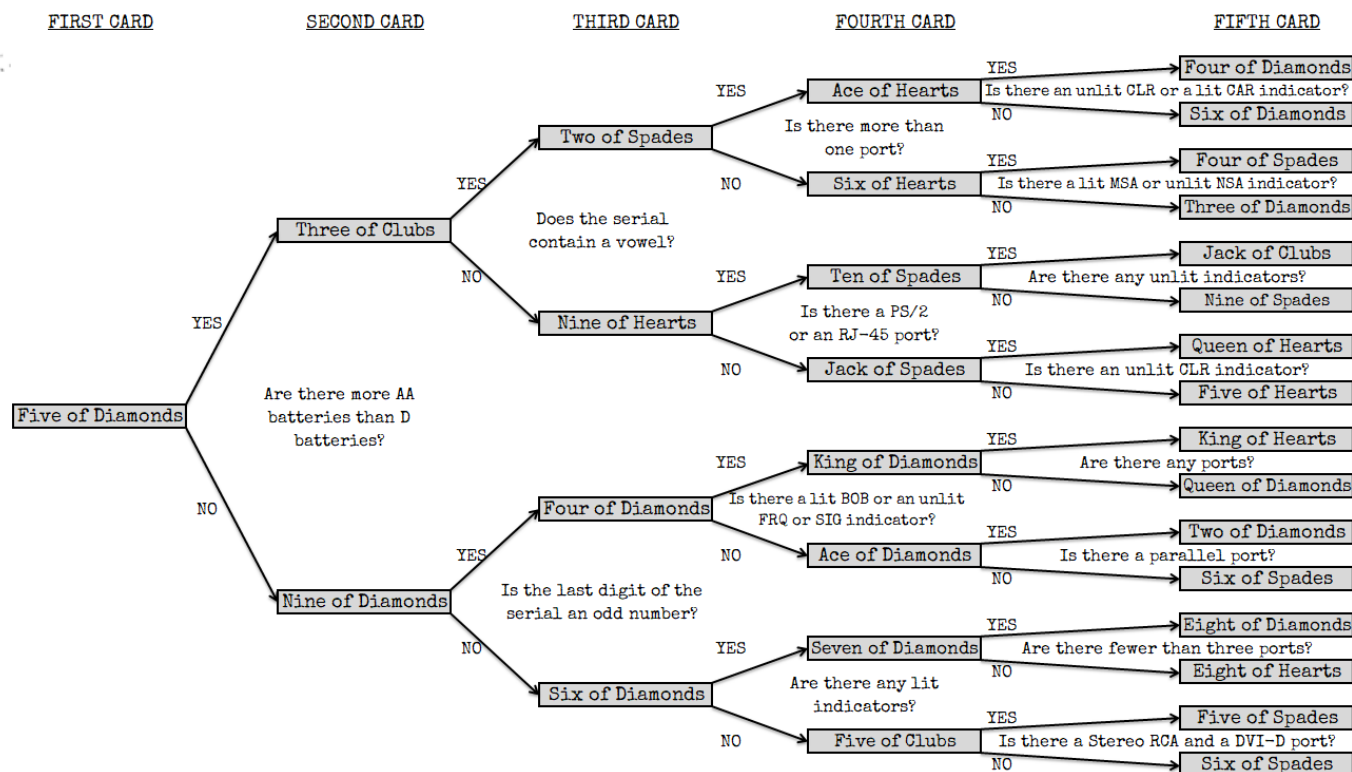 FIRST CARD
SECOND CARD
THIRD CARD
FOURTH CARD
FIFTH CARD
Five of Diamonds
YES
NO
Are there more AA
batteries than D
batteries?
Three of Clubs
Nine of Diamonds
YES
NO
Does the serial
contain a vowel?
YES
NO
Is the last digit of the
serial an odd number?
Two of Spades
Nine of Hearts
Four of Diamonds
Six of Diamonds
YES
NO
Is there more than
one port?
YES
NO
Is there a PS/2
or an RJ-45 port?
YES
NO
Is there a lit BOB or an unlit
FRQ or SIG indicator?
YES
NO
Are there any lit
indicators?
Ace of Hearts
Six of Hearts
Ten of Spades
Jack of Spades
King of Diamonds
Ace of Diamonds
Seven of Diamonds
Five of Clubs
YES
Four of Diamonds
Is there an unlit CLR or a lit CAR indicator?
NO
Six of Diamonds
YES
Four of Spades
Is there a lit MSA or unlit NSA indicator?
NO
Three of Diamonds
YES
Jack of Clubs
Are there any unlit indicators?
NO
Nine of Spades
YES
Queen of Hearts
Is there an unlit CLR indicator?
NO
Five of Hearts
YES
King of Hearts
Are there any ports?
NO
Queen of Diamonds
YES
Two of Diamonds
Is there a parallel port?
NO
Six of Spades
YES
Eight of Diamonds
Are there fewer than three ports?
NO
Eight of Hearts
YES
Five of Spades
Is there a Stereo RCA and a DVI-D port?
NO
Six of Spades